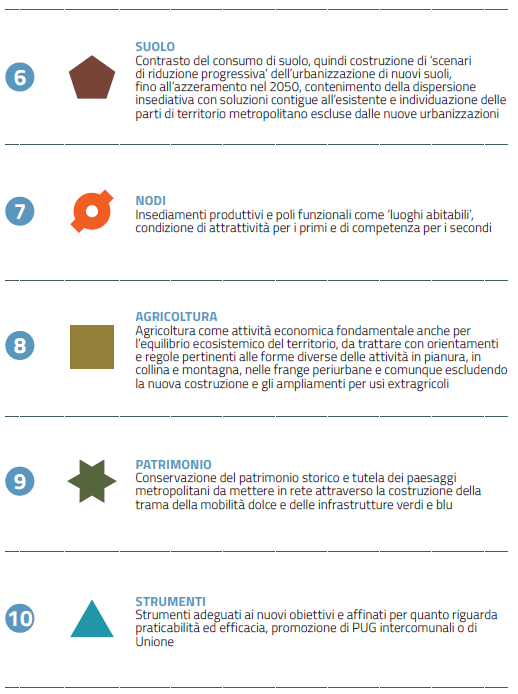 6
SUOLO
Contrasto del consumo di suolo, quindi costruzione di ‘scenari
di riduzione progressiva’ dell’urbanizzazione di nuovi suoli,
fino all’azzeramento nel 2050, contenimento della dispersione
insediativa con soluzioni contigue all’esistente e individuazione delle
parti di territorio metropolitano escluse dalle nuove urbanizzazioni
7
NODI
Insediamenti produttivi e poli funzionali come ‘luoghi abitabili’,
condizione di attrattività per i primi e di competenza per i secondi
8
AGRICOLTURA
Agricoltura come attività economica fondamentale anche per
l’equilibrio ecosistemico del territorio, da trattare con orientamenti
e regole pertinenti alle forme diverse delle attività in pianura, in
collina e montagna, nelle frange periurbane e comunque escludendo
la nuova costruzione e gli ampliamenti per usi extragricoli
9
PATRIMONIO
Conservazione del patrimonio storico e tutela dei paesaggi
metropolitani da mettere in rete attraverso la costruzione della
trama della mobilità dolce e delle infrastrutture verdi e blu
10
STRUMENTI
Strumenti adeguati ai nuovi obiettivi e affinati per quanto riguarda
praticabilità ed efficacia, promozione di PUG intercomunali o di
Unione